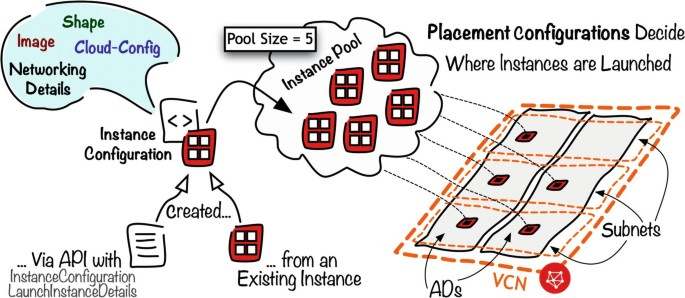 Shape
Image
Cloud-Config
Networking
Details
Pool Size = 5
Instance Pool
Placement Configurations Decide
Where Instances are Launched
<>
Instance
Configuration
Created...
... Via API with
InstanceConfiguration
LaunchInstanceDetails
... from an
Existing Instance
Subnets
ADs
VCN